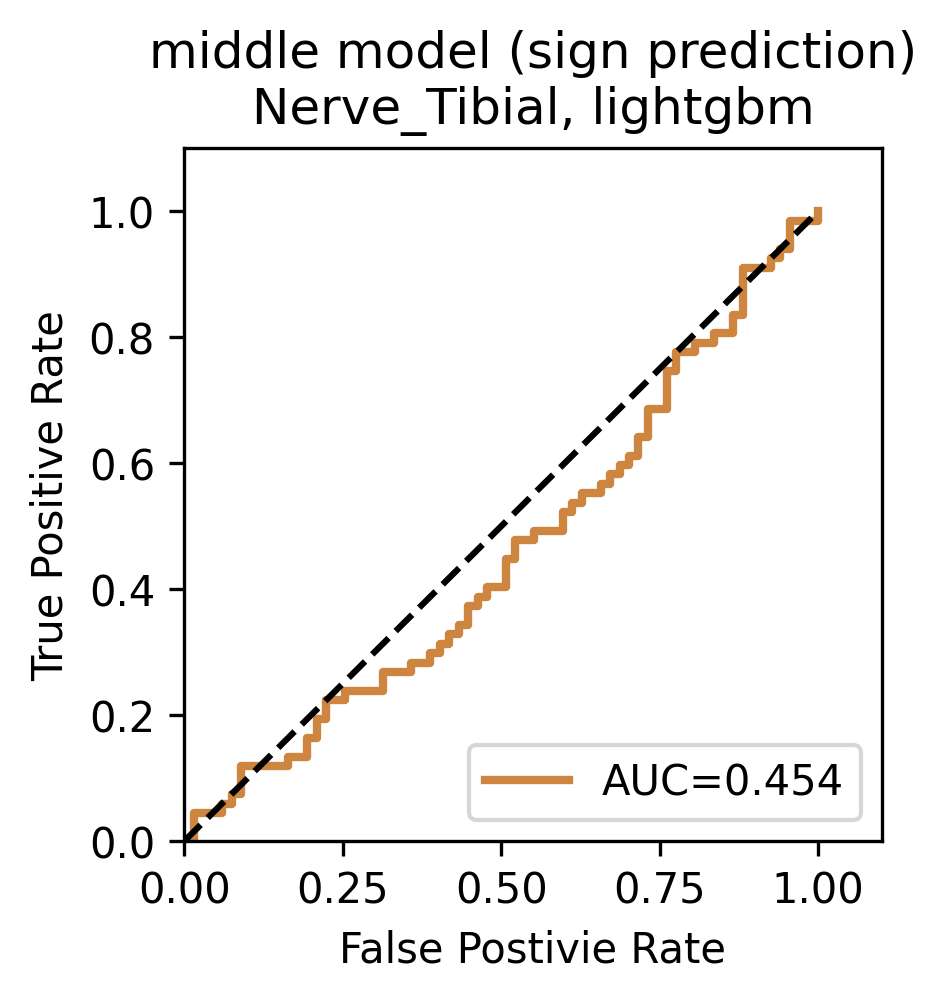 middle model (sign prediction)
Nerve_Tibial, lightgbm
1.0
0.8
0.6
0.4
0.2
0.0
True Positive Rate
AUC=0.454
0.00 0.25 0.50 0.75 1.00
False Postivie Rate